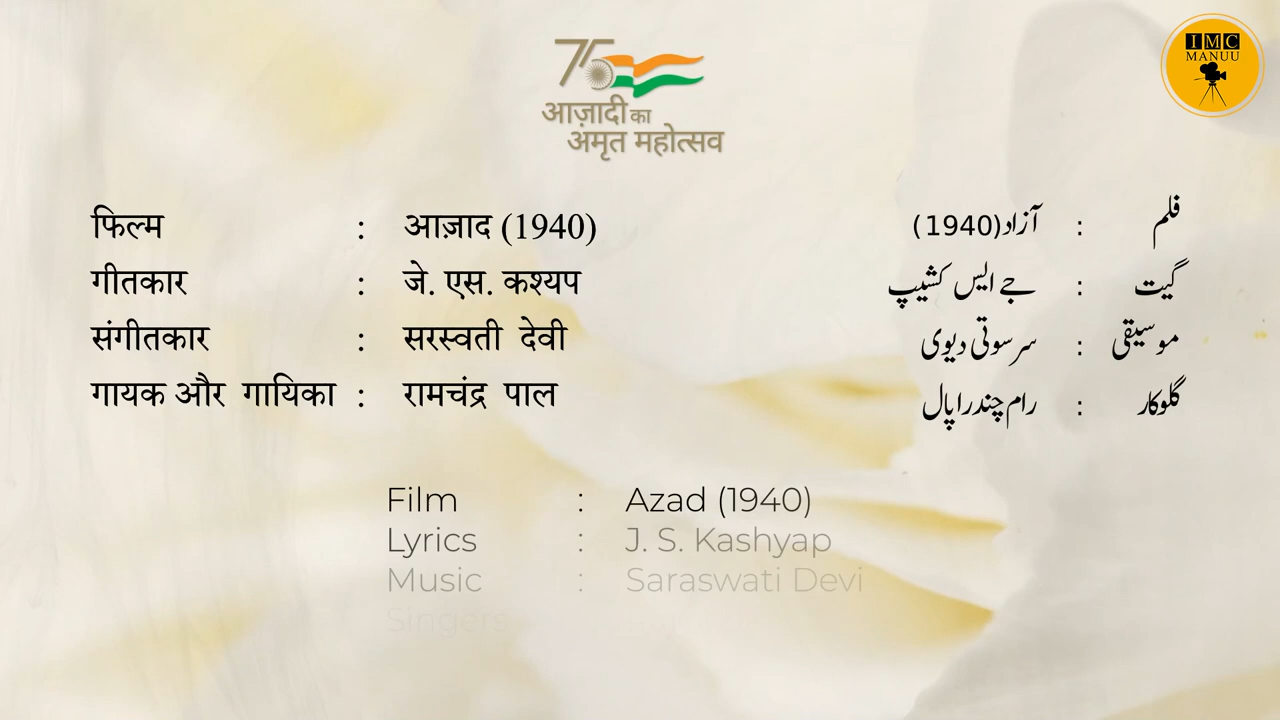 75
आज़ादी का
अमृत महोत्सव
IMC
MANUU
फिल्म : आज़ाद (1940)
गीतकार : जे. एस. कश्यप
संगीतकार : सरस्वती देवी
गायक और गायिका : रामचंद्र पाल
فلم : آزاد(1940)
گیت : جے ایس کشیپ
موسیقی : سرسوتی دیوی
گلوکار : رام چندرا پال
Film : Azad (1940)
Lyrics : J. S. Kashyap
Music : Saraswati Devi
Singers